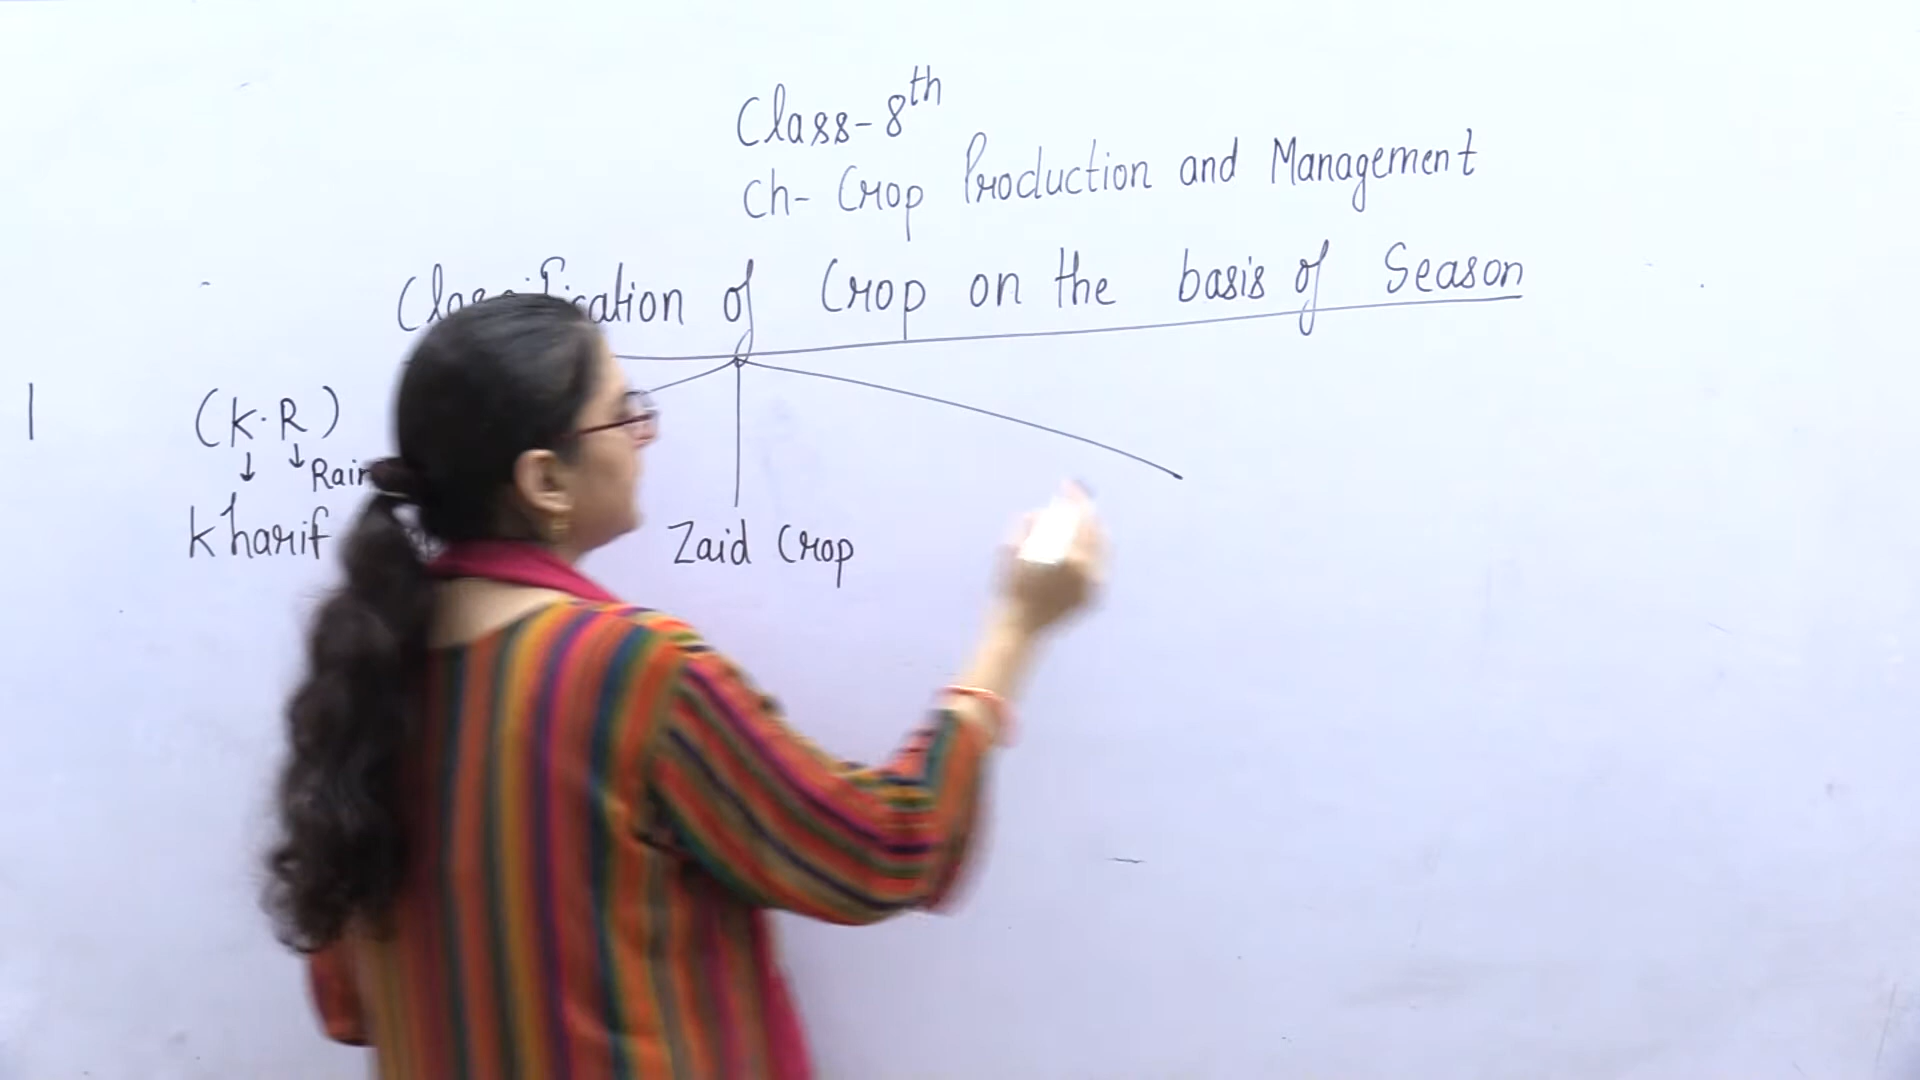 Class-8th
Ch- Crop Production and Management
Classification of Crop on the basis of Season
(K.R)
↓ ↓ Rain
Kharif
Zaid Crop